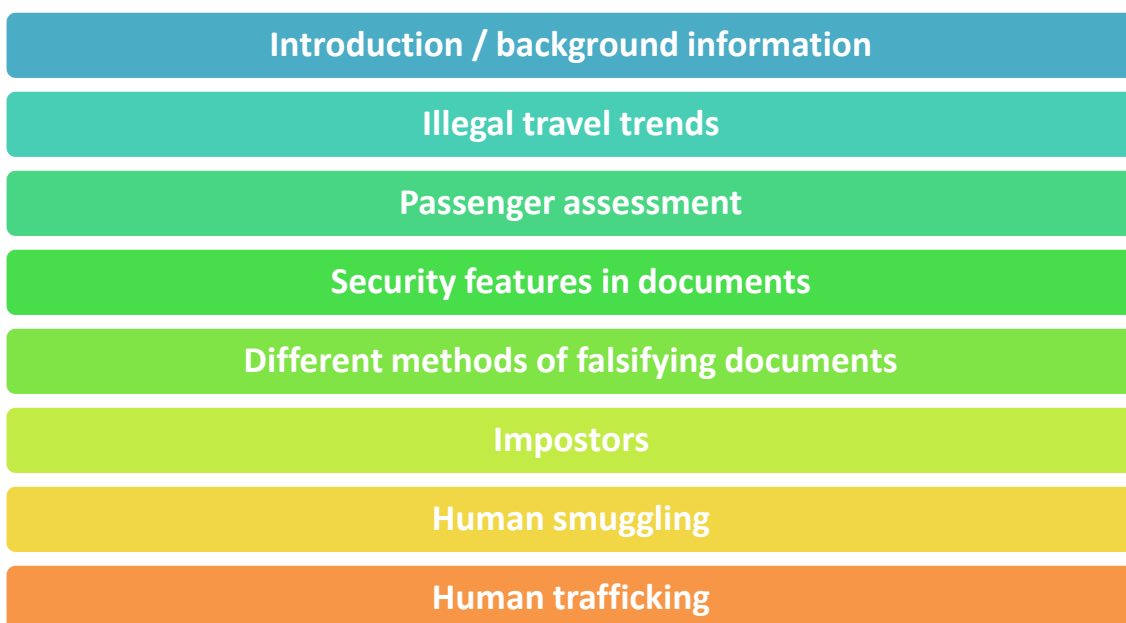 Introduction / background information
Illegal travel trends
Passenger assessment
Security features in documents
Different methods of falsifying documents
Impostors
Human smuggling
Human trafficking